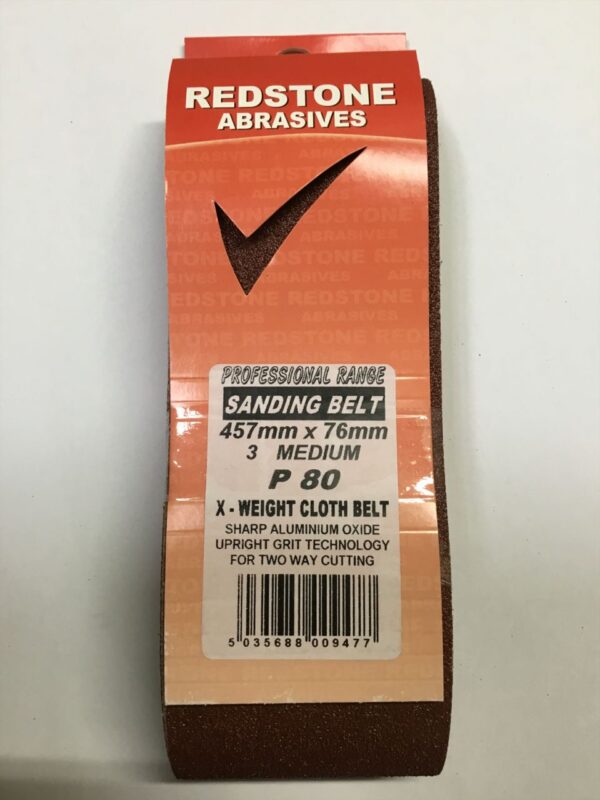 REDSTONE
ABRASIVES
PROFESSIONAL RANGE
SANDING BELT
457mm x 76mm
3 MEDIUM
P 80
X - WEIGHT CLOTH BELT
SHARP ALUMINIUM OXIDE
UPRIGHT GRIT TECHNOLOGY
FOR TWO WAY CUTTING
5 035688 009477